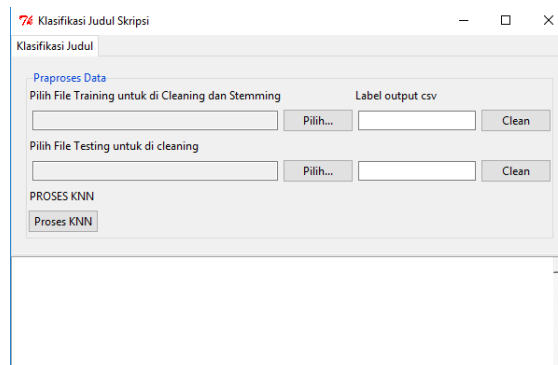 Klasifikasi Judul Skripsi
Klasifikasi Judul
Praproses Data
Pilih File Training untuk di Cleaning dan Stemming Label output csv
Pilih... Clean
Pilih File Testing untuk di cleaning
Pilih... Clean
PROSES KNN
Proses KNN